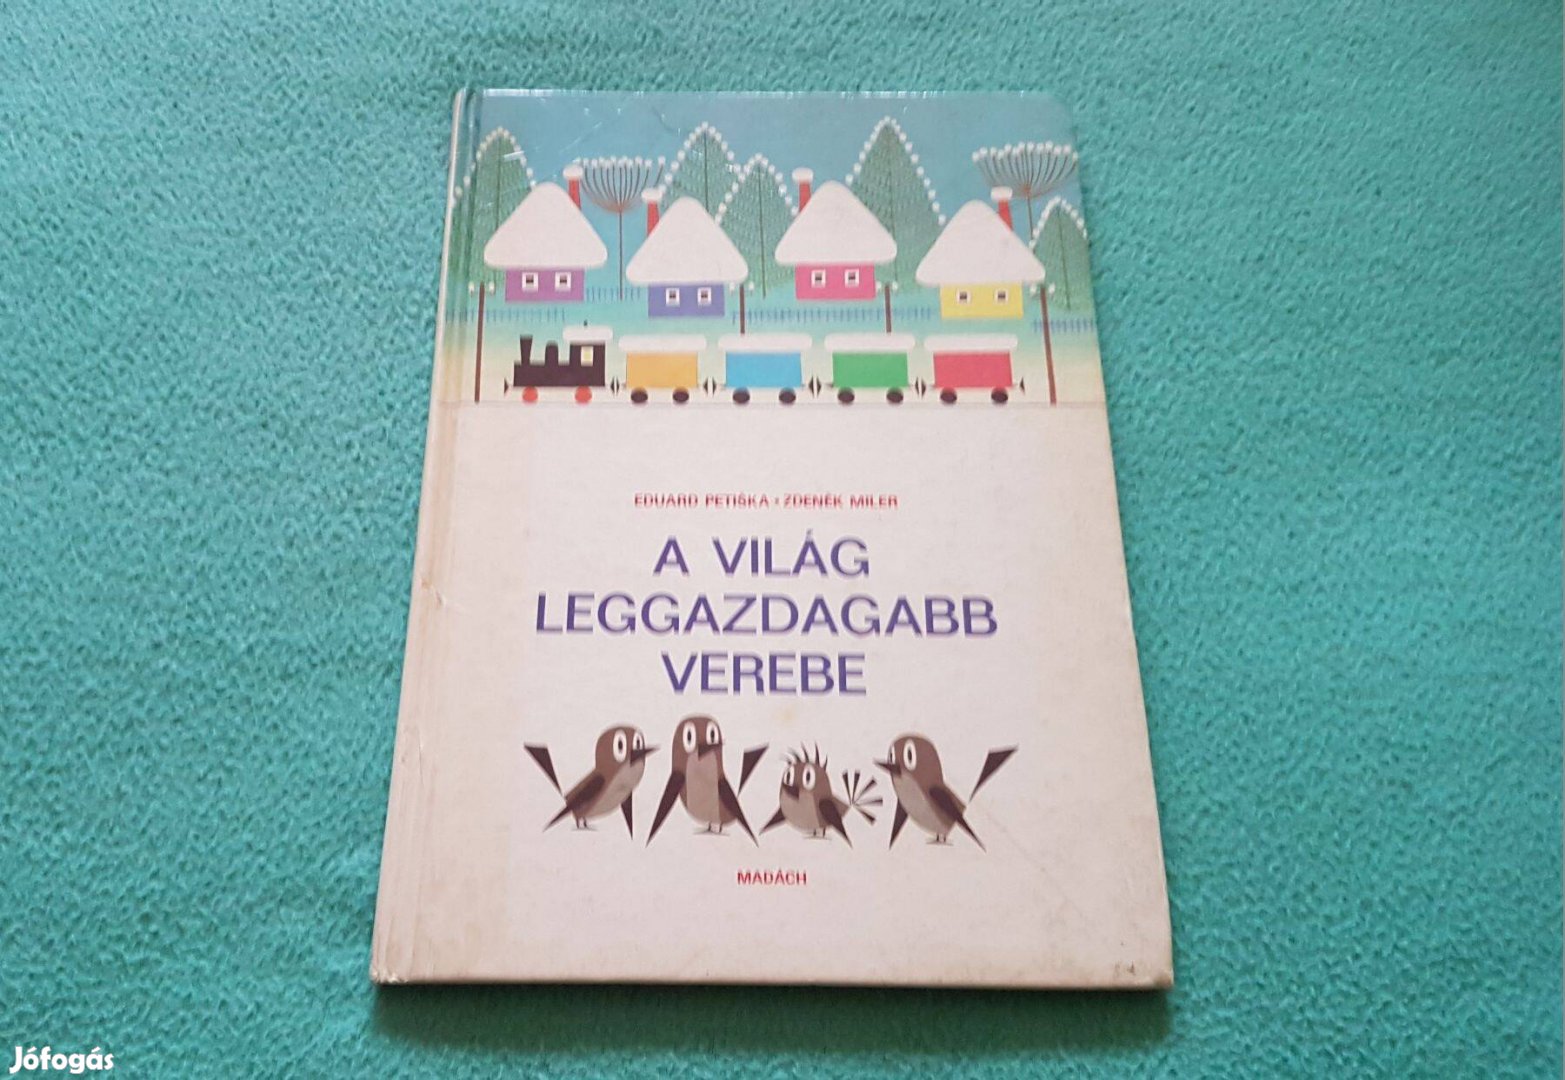 EDUARD PETIŠKA • ZDENĚK MILER
A VILÁG
LEGGAZDAGABB
VEREBE
MADÁCH
Jófogás